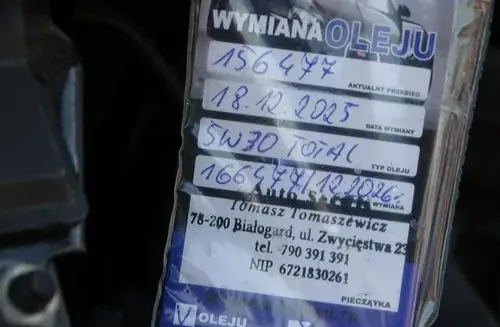 WYMIANA OLEJU
156477
AKTUALNY PRZEBIEG
18.12.2025
DATA WYMIANY
5W30 TOTAL
TYP OLEJU
166477/12.2026r
WYMIANA
Tomasz Tomaszewicz
78-200 Białogard, ul. Zwycięstwa 23
tel. 790 391 391
NIP 6721830261
PIECZĄTKA
V OLEJU